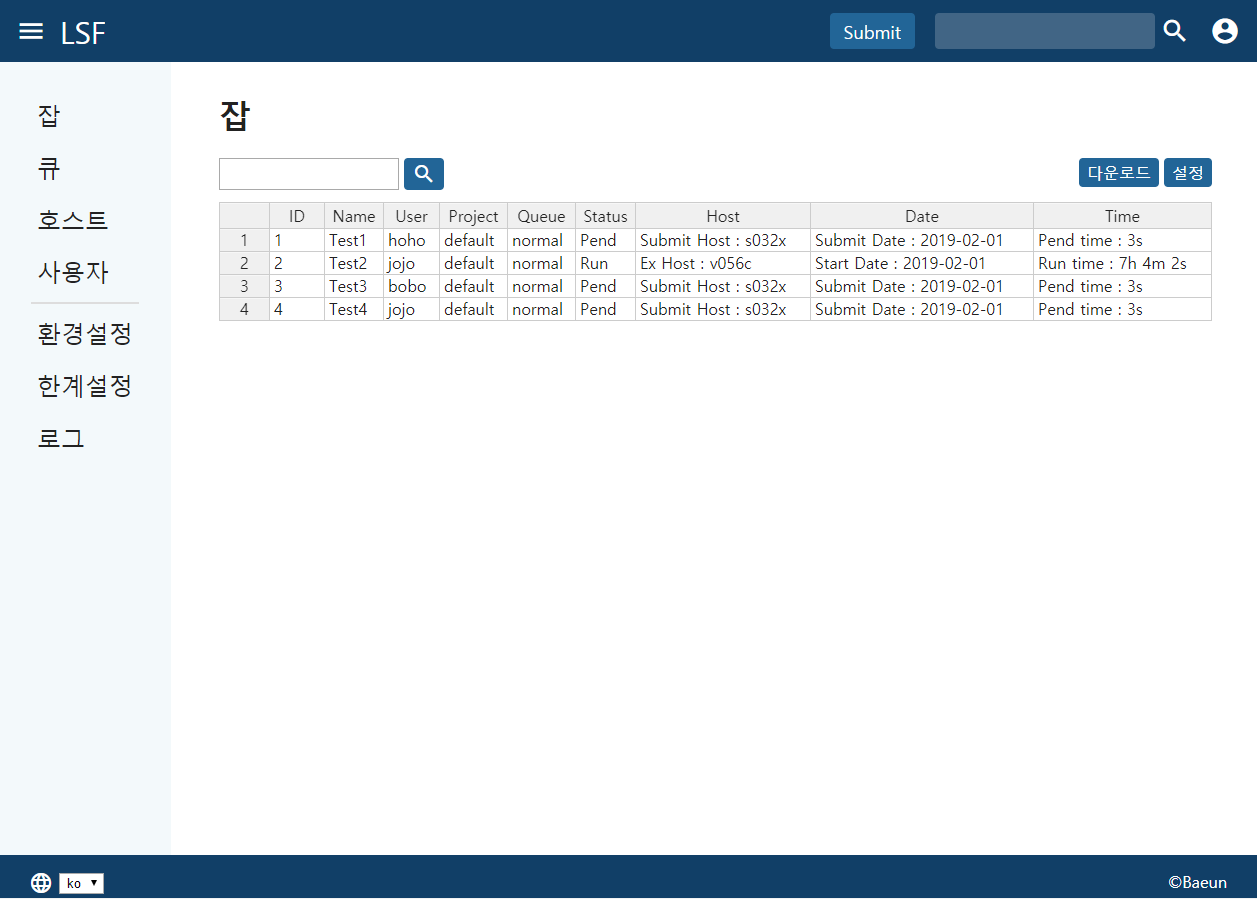 LSF Submit
잡
큐
호스트
사용자
환경설정
한계설정
로그
잡
다운로드 설정
ID Name User Project Queue Status Host Date Time
1 1 Test1 hoho default normal Pend Submit Host : s032x Submit Date : 2019-02-01 Pend time : 3s
2 2 Test2 jojo default normal Run Ex Host : v056c Start Date : 2019-02-01 Run time : 7h 4m 2s
3 3 Test3 bobo default normal Pend Submit Host : s032x Submit Date : 2019-02-01 Pend time : 3s
4 4 Test4 jojo default normal Pend Submit Host : s032x Submit Date : 2019-02-01 Pend time : 3s
ko ©Baeun